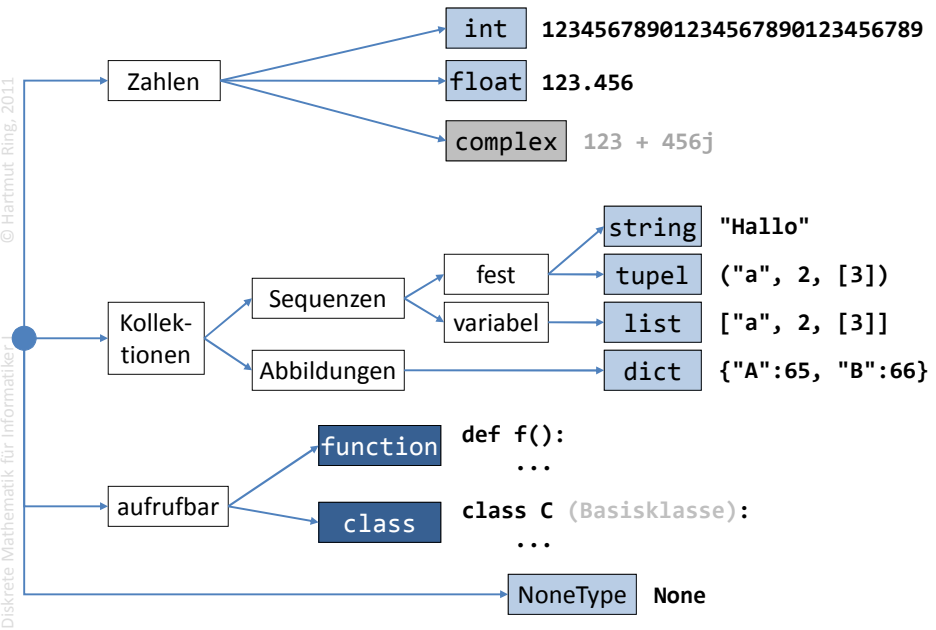 int 12345678901234567890123456789
Zahlen
float 123.456
complex 123 + 456j
string "Hallo"
fest
tupel ("a", 2, [3])
Sequenzen
Kollek-
tionen
variabel
list ["a", 2, [3]]
Abbildungen
dict {"A":65, "B":66}
function def f():
...
aufrufbar
class class C (Basisklasse):
...
NoneType None
Diskrete Mathematik für Informatiker
© Hartmut Ring, 2011